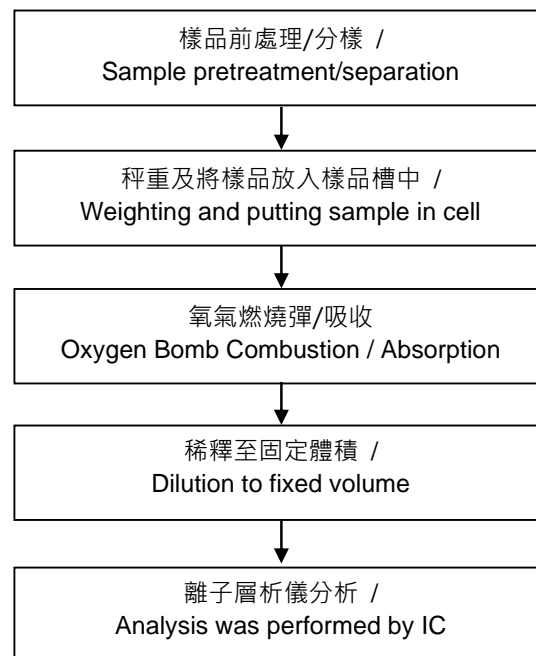 樣品前處理/分樣 /
Sample pretreatment/separation
秤重及將樣品放入樣品槽中 /
Weighting and putting sample in cell
氧氣燃燒彈/吸收
Oxygen Bomb Combustion / Absorption
稀釋至固定體積 /
Dilution to fixed volume
離子層析儀分析 /
Analysis was performed by IC